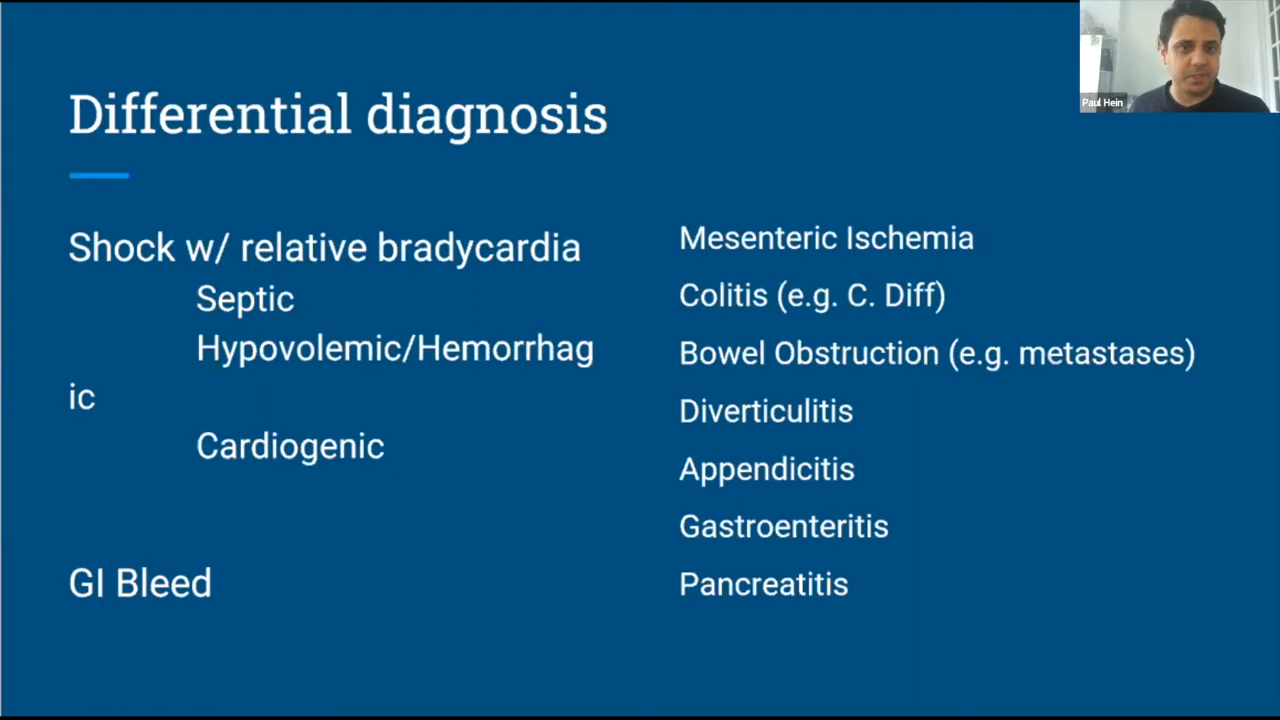 Differential diagnosis
Shock w/ relative bradycardia
Septic
Hypovolemic/Hemorrhag
ic
Cardiogenic
GI Bleed
Mesenteric Ischemia
Colitis (e.g. C. Diff)
Bowel Obstruction (e.g. metastases)
Diverticulitis
Appendicitis
Gastroenteritis
Pancreatitis
Paul Hein